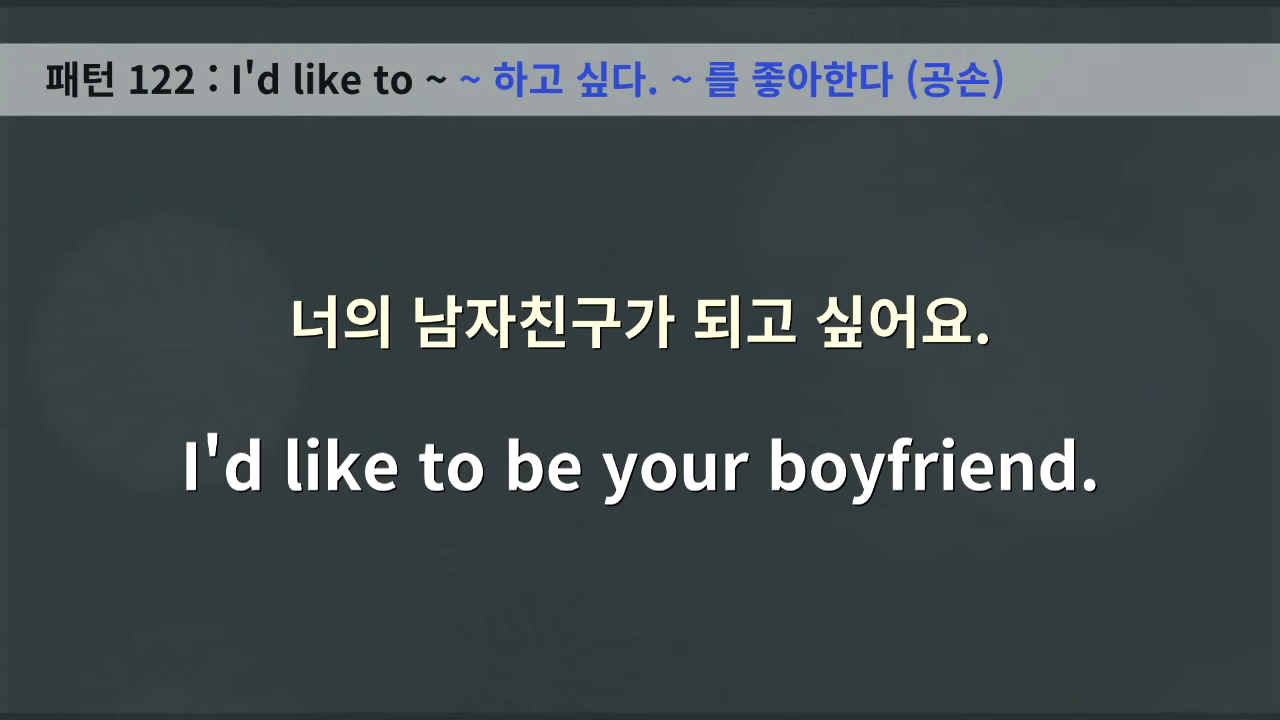 패턴 122 : I'd like to ~ ~ 하고 싶다. ~ 를 좋아한다 (공손)
너의 남자친구가 되고 싶어요.
I'd like to be your boyfriend.